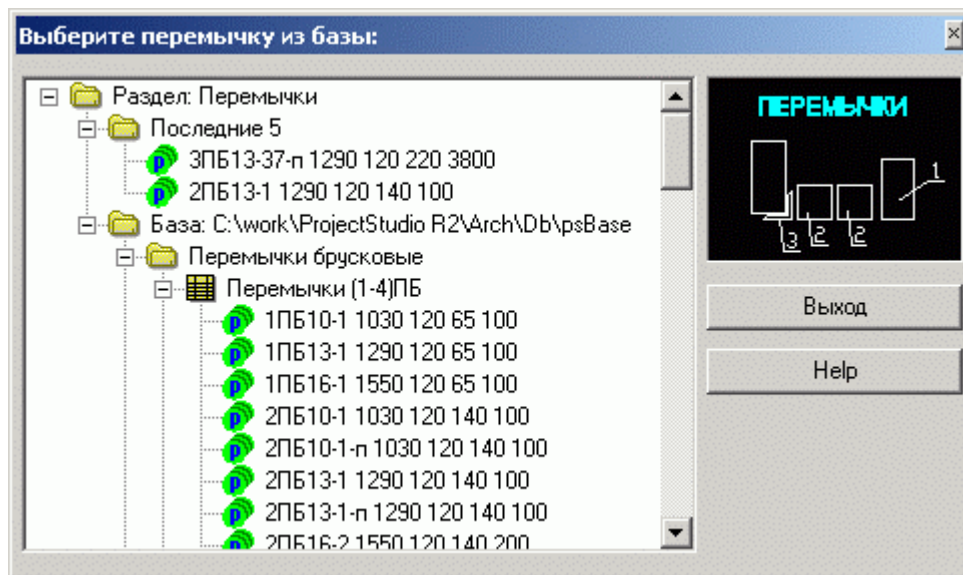 Выберите перемычку из базы:
Раздел: Перемычки
Последние 5
3ПБ13-37-п 1290 120 220 3800
2ПБ13-1 1290 120 140 100
База: C:\work\ProjectStudio R2\Arch\Db\psBase
Перемычки брусковые
Перемычки (1-4)ПБ
1ПБ10-1 1030 120 65 100
1ПБ13-1 1290 120 65 100
1ПБ16-1 1550 120 65 100
2ПБ10-1 1030 120 140 100
2ПБ10-1-п 1030 120 140 100
2ПБ13-1 1290 120 140 100
2ПБ13-1-п 1290 120 140 100
2ПБ16-2 1550 120 140 200
ПЕРЕМЫЧКИ
1
3 2 2
Выход
Help